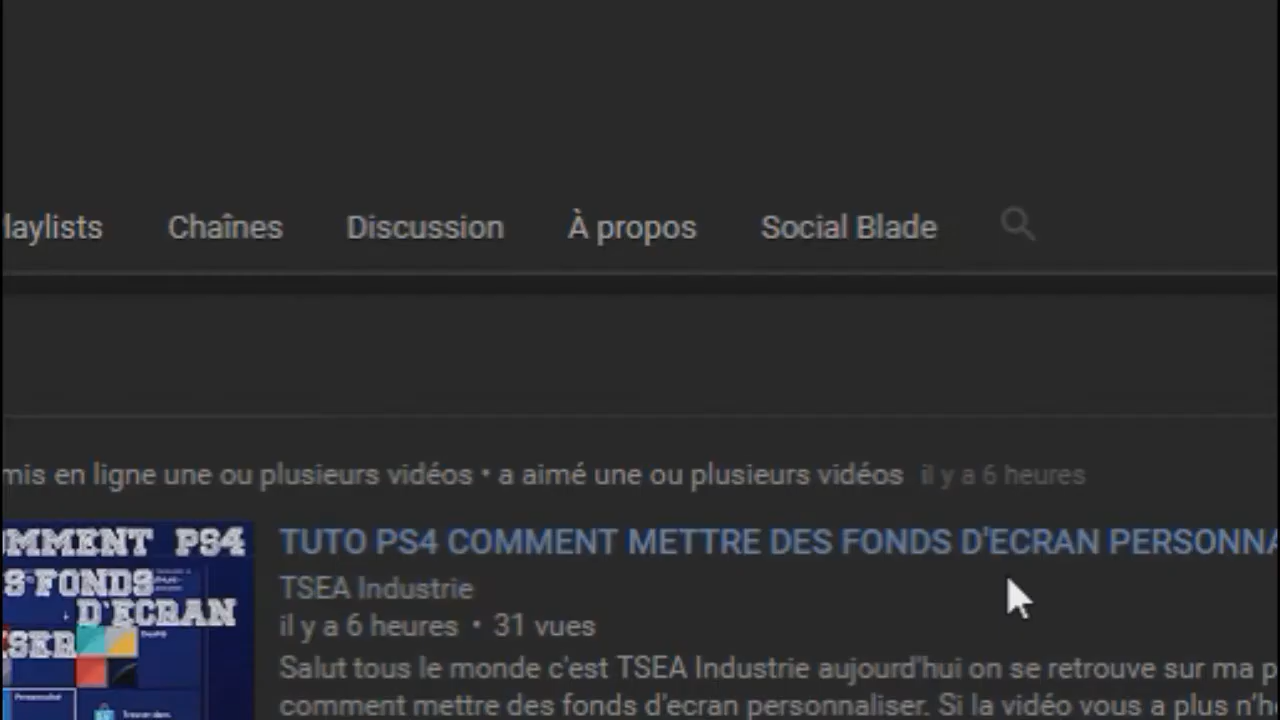 laylists Chaînes Discussion À propos Social Blade
mis en ligne une ou plusieurs vidéos • a aimé une ou plusieurs vidéos il y a 6 heures
OMMENT PS4
S FONDS
D'ECRAN
ISER
TUTO PS4 COMMENT METTRE DES FONDS D'ECRAN PERSONNA
TSEA Industrie
il y a 6 heures • 31 vues
Salut tous le monde c'est TSEA Industrie aujourd'hui on se retrouve sur ma p
comment mettre des fonds d'ecran personnaliser. Si la vidéo vous a plus n'h